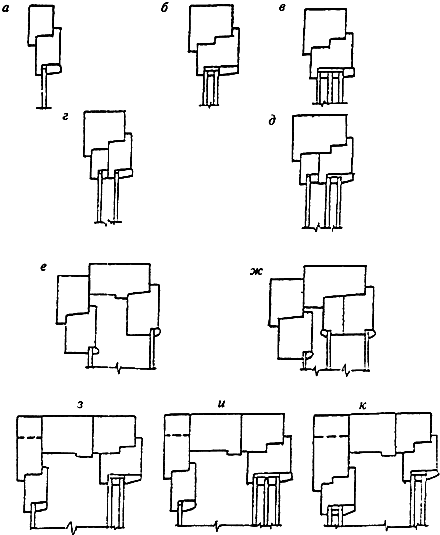 а б в
г д
е ж
з и к